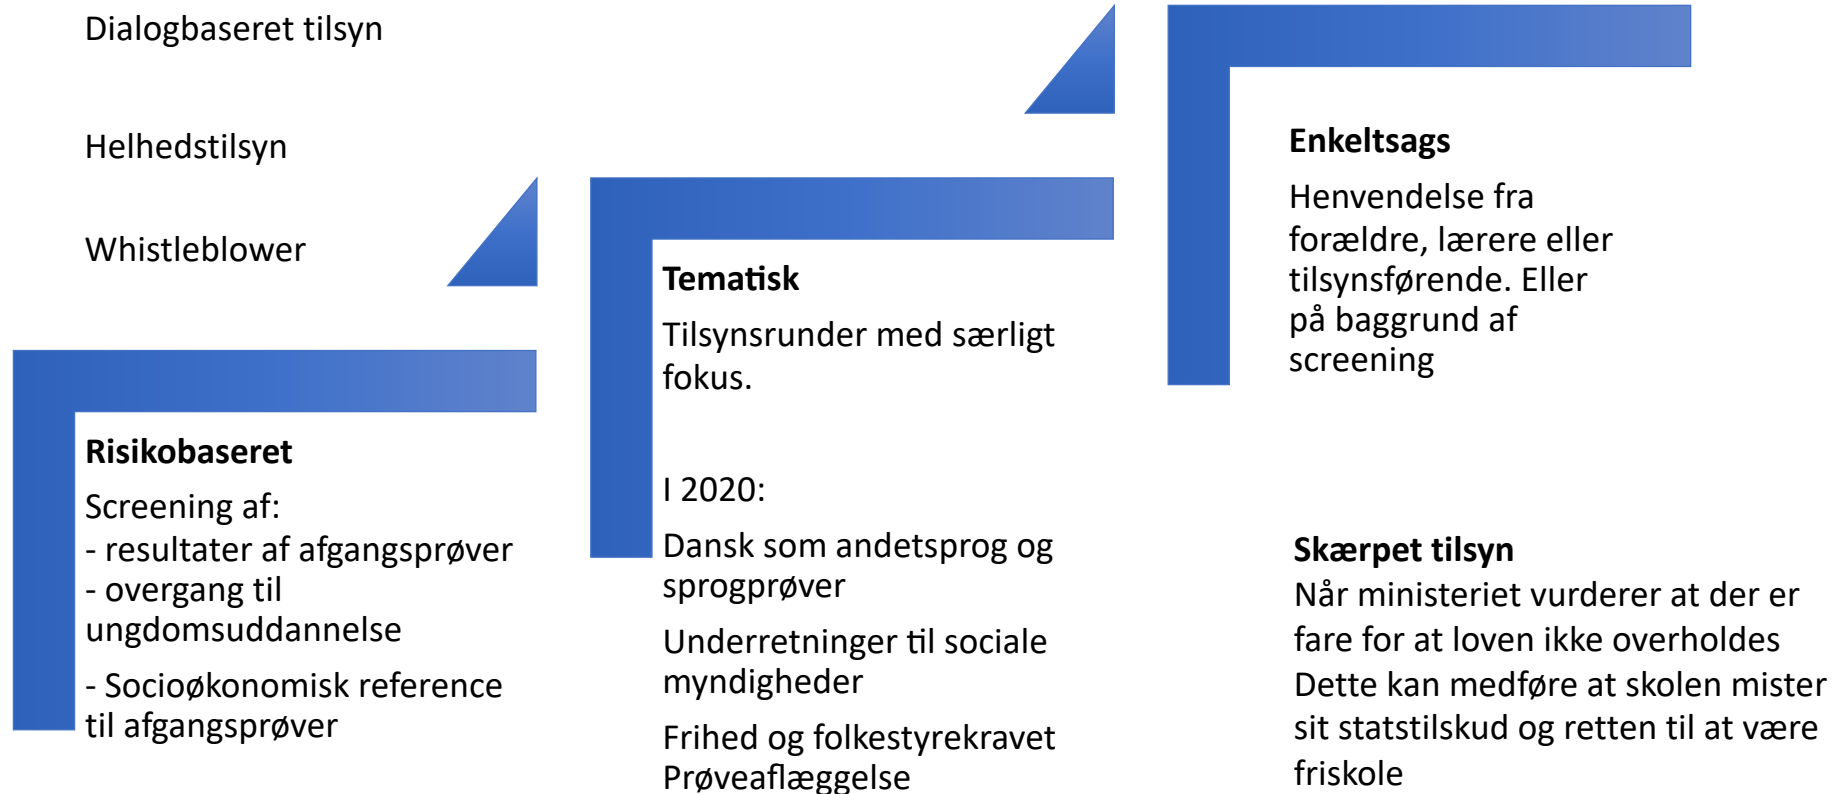 Dialogbaseret tilsyn
Helhedstilsyn
Whistleblower
Risikobaseret
Screening af:
- resultater af afgangsprøver
- overgang til
ungdomsuddannelse
- Socioøkonomisk reference
til afgangsprøver
Tematisk
Tilsynsrunder med særligt
fokus.
I 2020:
Dansk som andetsprog og
sprogprøver
Underretninger til sociale
myndigheder
Frihed og folkestyrekravet
Prøveaflæggelse
Enkeltsags
Henvendelse fra
forældre, lærere eller
tilsynsførende. Eller
på baggrund af
screening
Skærpet tilsyn
Når ministeriet vurderer at der er
fare for at loven ikke overholdes
Dette kan medføre at skolen mister
sit statstilskud og retten til at være
friskole